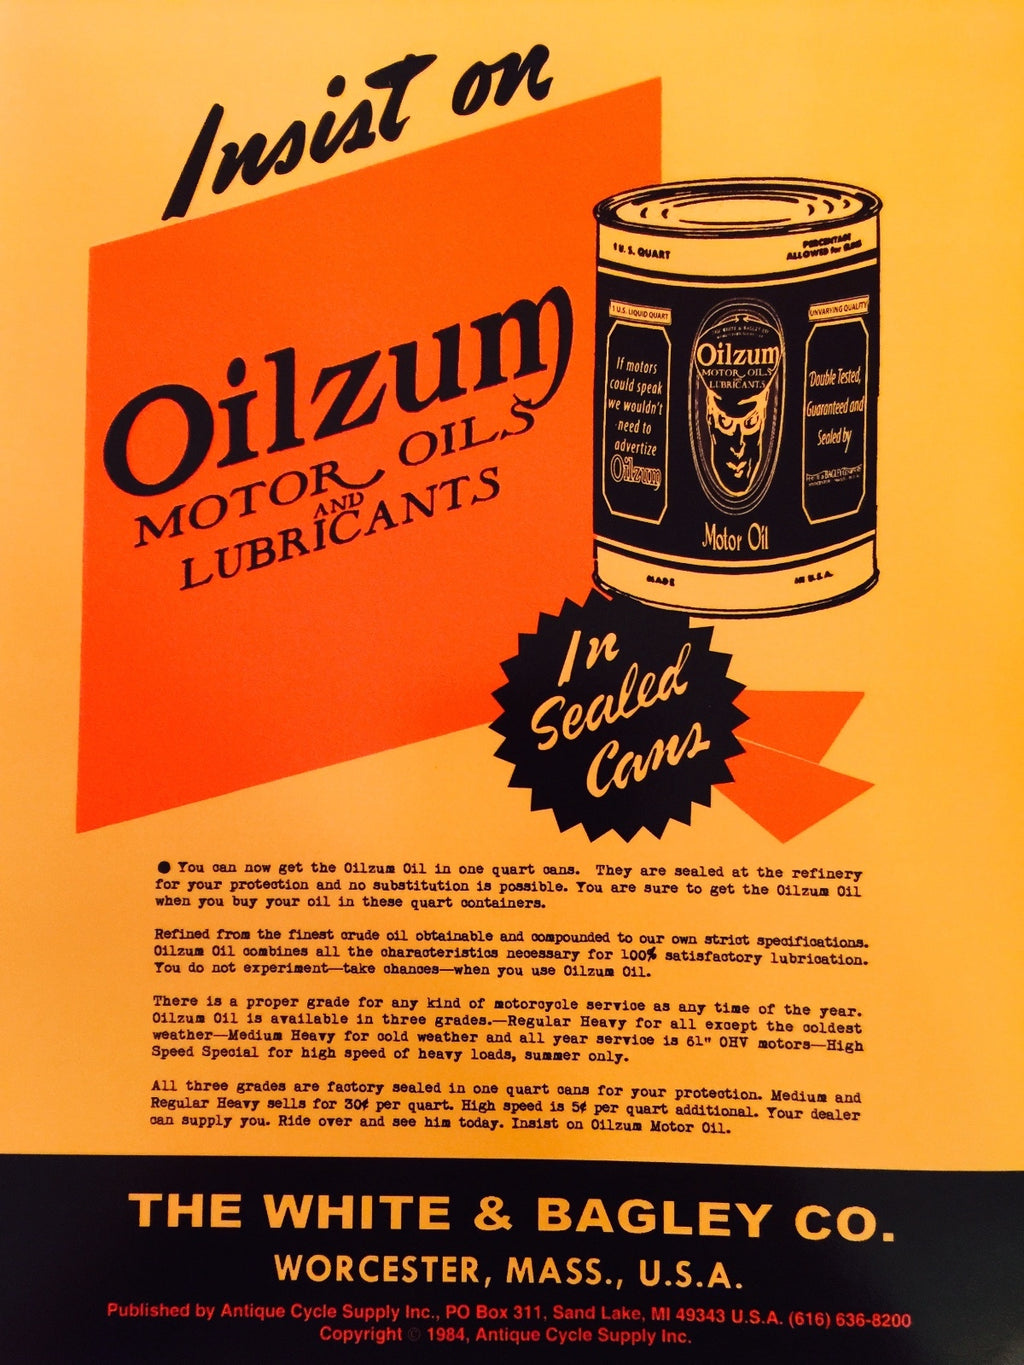 Insist on
Oilzum
MOTOR OILS
AND
LUBRICANTS
1 U.S. QUART
PERCENTAGE
ALLOWED for
1 U.S. LIQUID QUART
If motors
could speak
we wouldn't
need to
advertize
Oilzum
THE WHITE & BAGLEY CO
Oilzum
MOTOR OILS
LUBRICANTS
UNVARYING QUALITY
Double Tested,
Guaranteed and
Sealed by
Motor Oil
MADE
IN U.S.A.
In
Sealed
Cans
● You can now get the Oilzum Oil in one quart cans. They are sealed at the refinery
for your protection and no substitution is possible. You are sure to get the Oilzum Oil
when you buy your oil in these quart containers.
Refined from the finest crude oil obtainable and compounded to our own strict specifications.
Oilzum Oil combines all the characteristics necessary for 100% satisfactory lubrication.
You do not experiment—take chances—when you use Oilzum Oil.
There is a proper grade for any kind of motorcycle service as any time of the year.
Oilzum Oil is available in three grades.—Regular Heavy for all except the coldest
weather—Medium Heavy for cold weather and all year service is 61" OHV motors—High
Speed Special for high speed of heavy loads, summer only.
All three grades are factory sealed in one quart cans for your protection. Medium and
Regular Heavy sells for 30¢ per quart. High speed is 5¢ per quart additional. Your dealer
can supply you. Ride over and see him today. Insist on Oilzum Motor Oil.
THE WHITE & BAGLEY CO.
WORCESTER, MASS., U.S.A.
Published by Antique Cycle Supply Inc., PO Box 311, Sand Lake, MI 49343 U.S.A. (616) 636-8200
Copyright © 1984, Antique Cycle Supply Inc.